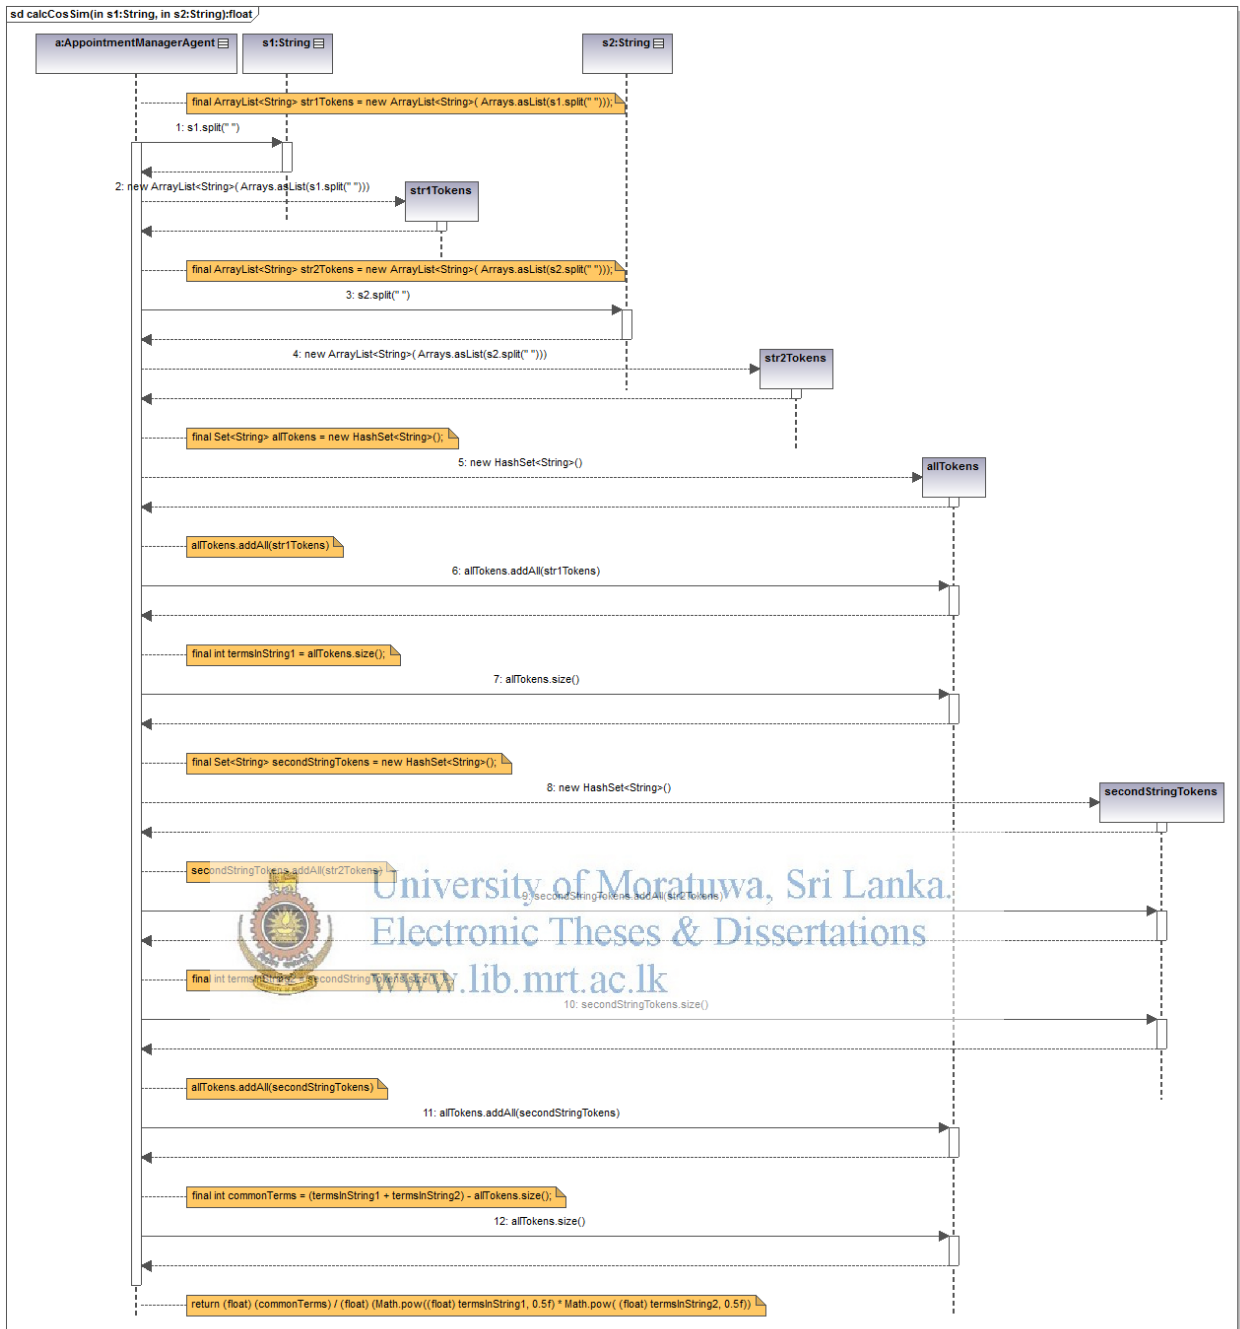 sd calcCosSim(in s1:String, in s2:String):float
a:AppointmentManagerAgent
s1:String
s2:String
final ArrayList<String> str1Tokens = new ArrayList<String>( Arrays.asList(s1.split(" ")));
1: s1.split(" ")
2: new ArrayList<String>( Arrays.asList(s1.split(" ")))
str1Tokens
final ArrayList<String> str2Tokens = new ArrayList<String>( Arrays.asList(s2.split(" ")));
3: s2.split(" ")
4: new ArrayList<String>( Arrays.asList(s2.split(" ")))
str2Tokens
final Set<String> allTokens = new HashSet<String>();
5: new HashSet<String>()
allTokens
allTokens.addAll(str1Tokens)
6: allTokens.addAll(str1Tokens)
final int termsInString1 = allTokens.size();
7: allTokens.size()
final Set<String> secondStringTokens = new HashSet<String>();
8: new HashSet<String>()
secondStringTokens
secondStringTokens.addAll(str2Tokens)
University of Moratuwa, Sri Lanka.
9: secondStringTokens.addAll(str2Tokens)
Electronic Theses & Dissertations
final int termsInString2 = secondStringTokens.size();
www.lib.mrt.ac.lk
10: secondStringTokens.size()
allTokens.addAll(secondStringTokens)
11: allTokens.addAll(secondStringTokens)
final int commonTerms = (termsInString1 + termsInString2) - allTokens.size();
12: allTokens.size()
return (float) (commonTerms) / (float) (Math.pow((float) termsInString1, 0.5f) * Math.pow( (float) termsInString2, 0.5f))